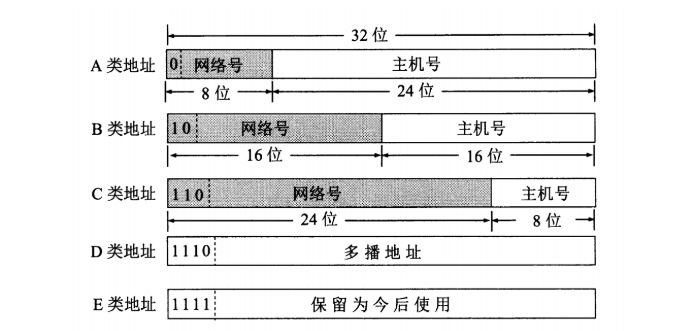 32 位
A 类地址 0 网络号 主机号
8 位 24 位
B 类地址 10 网络号 主机号
16 位 16 位
C 类地址 110 网络号 主机号
24 位 8 位
D 类地址 1110 多播地址
E 类地址 1111 保留为今后使用